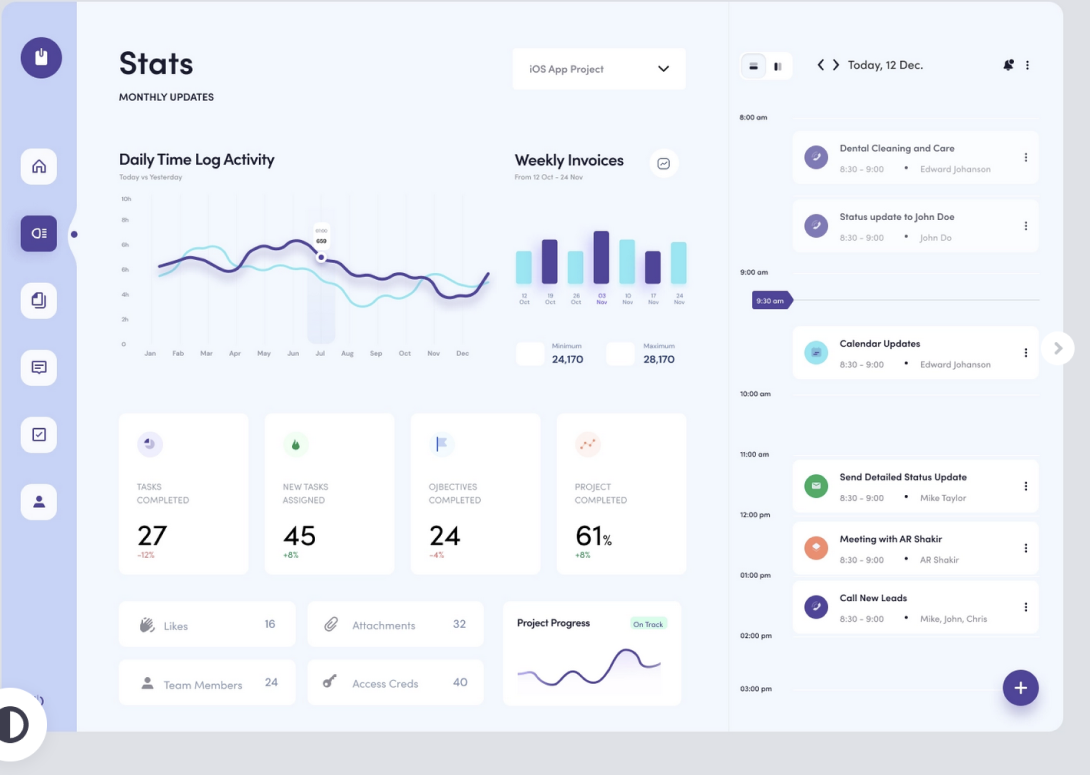 Stats
MONTHLY UPDATES
iOS App Project
Daily Time Log Activity
Today vs Yesterday
10h
8h
6h
6h
4h
2h
0
659
Jan Fab Mar Apr May Jun Jul Aug Sep Oct Nov Dec
Weekly Invoices
From 12 Oct - 24 Nov
12 19 26 03 10 17 24
Oct Oct Oct Nov Nov Nov Nov
Minimum
24,170
Maximum
28,170
TASKS
COMPLETED
27
-12%
NEW TASKS
ASSIGNED
45
+8%
OJBECTIVES
COMPLETED
24
-4%
PROJECT
COMPLETED
61%
+8%
Likes 16
Attachments 32
Team Members 24
Access Creds 40
Project Progress
On Track
Today, 12 Dec.
8:00 am
Dental Cleaning and Care
8:30 - 9:00 • Edward Johanson
Status update to John Doe
8:30 - 9:00 • John Do
9:00 am
9:30 am
Calendar Updates
8:30 - 9:00 • Edward Johanson
10:00 am
11:00 am
Send Detailed Status Update
8:30 - 9:00 • Mike Taylor
12:00 pm
Meeting with AR Shakir
8:30 - 9:00 • AR Shakir
01:00 pm
Call New Leads
8:30 - 9:00 • Mike, John, Chris
02:00 pm
03:00 pm